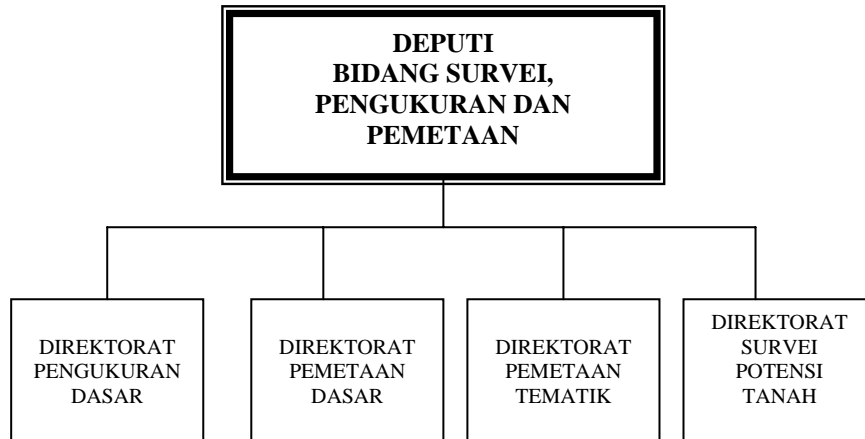 DEPUTI
BIDANG SURVEI,
PENGUKURAN DAN
PEMETAAN
DIREKTORAT
PENGUKURAN
DASAR
DIREKTORAT
PEMETAAN
DASAR
DIREKTORAT
PEMETAAN
TEMATIK
DIREKTORAT
SURVEI
POTENSI
TANAH